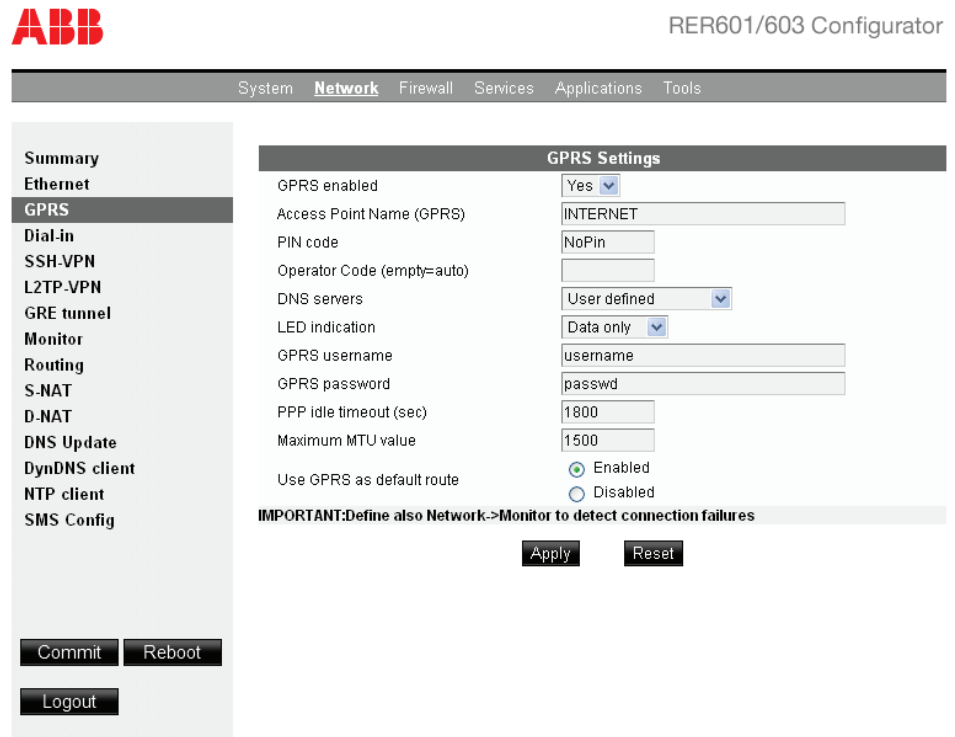 ABB
RER601/603 Configurator
System Network Firewall Services Applications Tools
Summary
Ethernet
GPRS
Dial-in
SSH-VPN
L2TP-VPN
GRE tunnel
Monitor
Routing
S-NAT
D-NAT
DNS Update
DynDNS client
NTP client
SMS Config
Commit Reboot
Logout
GPRS Settings
GPRS enabled Yes
Access Point Name (GPRS) INTERNET
PIN code NoPin
Operator Code (empty=auto)
DNS servers User defined
LED indication Data only
GPRS username username
GPRS password passwd
PPP idle timeout (sec) 1800
Maximum MTU value 1500
Use GPRS as default route Enabled
Disabled
IMPORTANT:Define also Network->Monitor to detect connection failures
Apply Reset